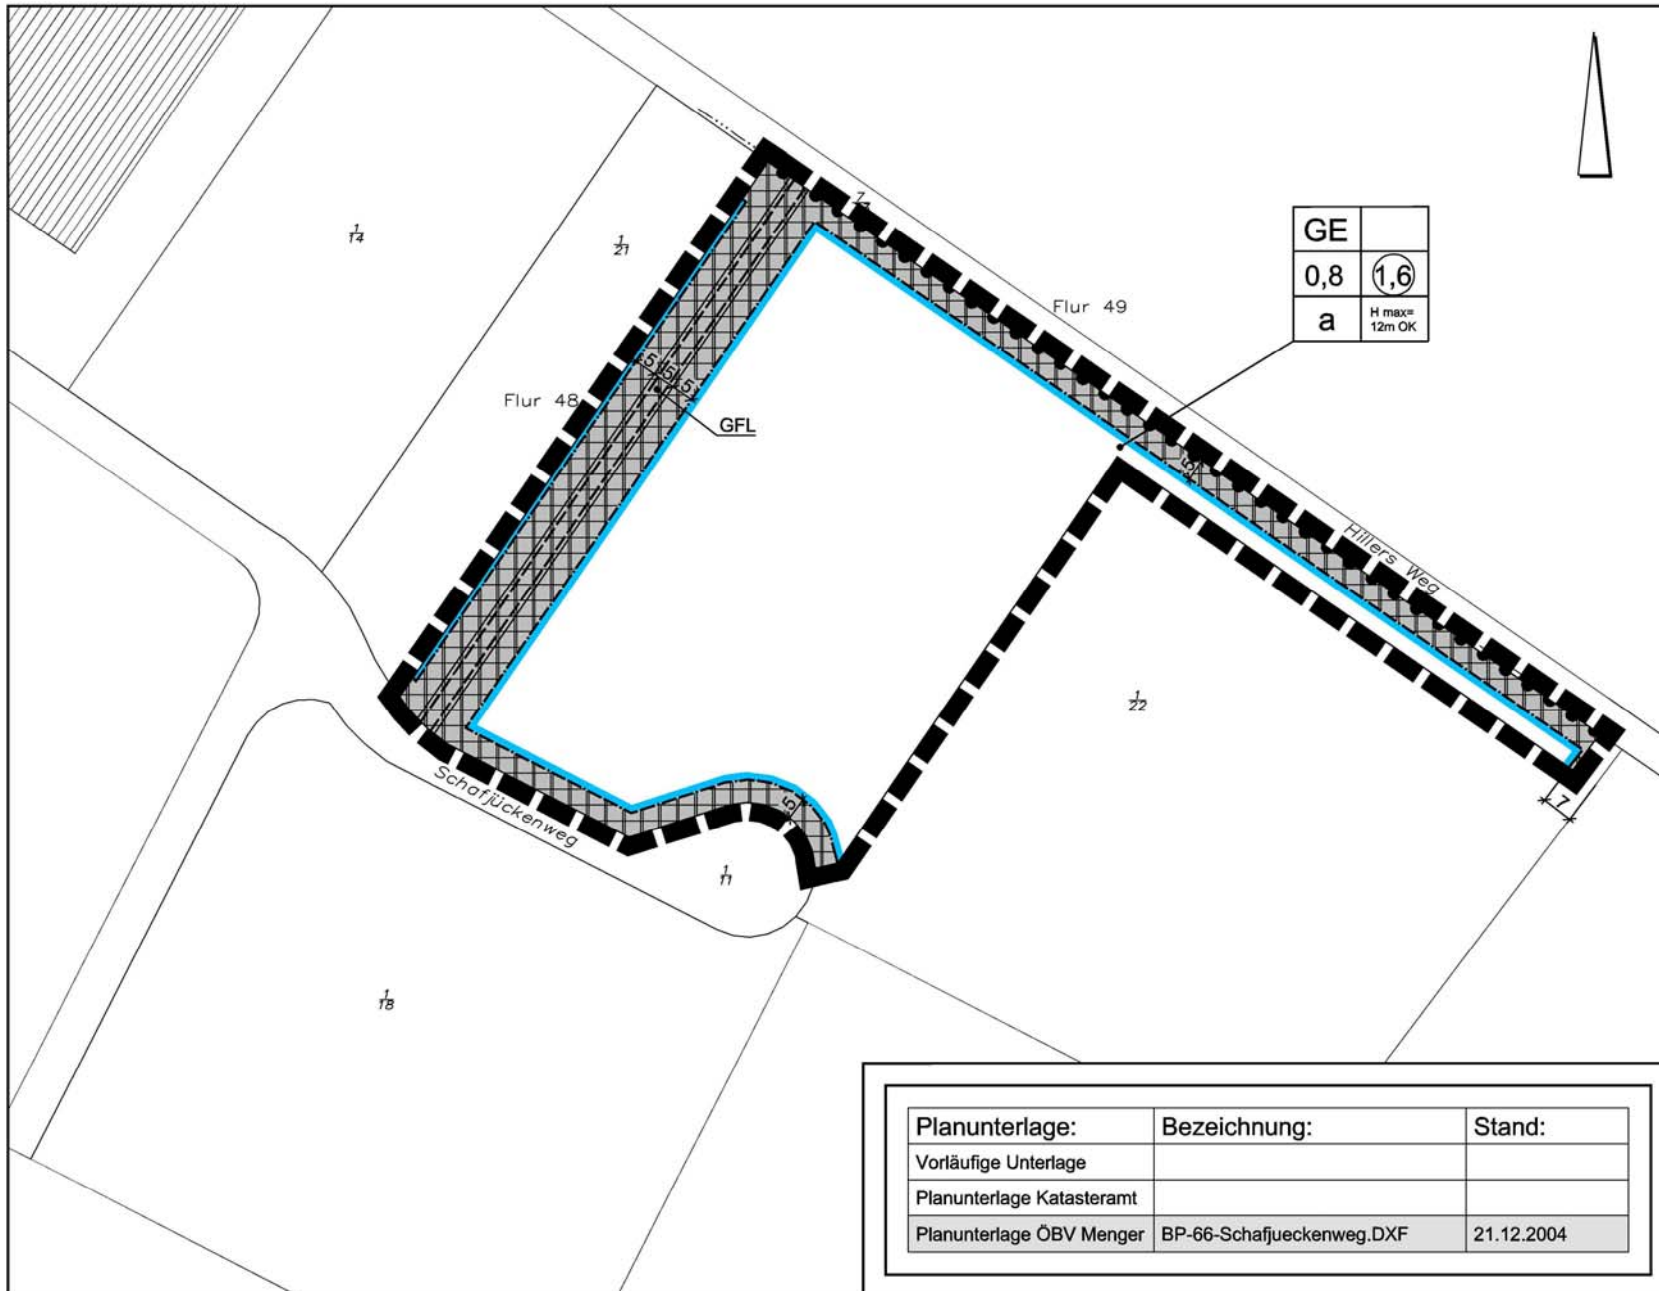 7
1
14
1
21
GE
0,8 1,6
a H max=
12m OK
Flur 49
Flur 48
5 5 5
GFL
5
Hillers Weg
1
22
7
Schafjückenweg
5
1
11
1
18
Planunterlage: Bezeichnung: Stand:
Vorläufige Unterlage
Planunterlage Katasteramt
Planunterlage ÖBV Menger BP-66-Schafjueckenweg.DXF 21.12.2004